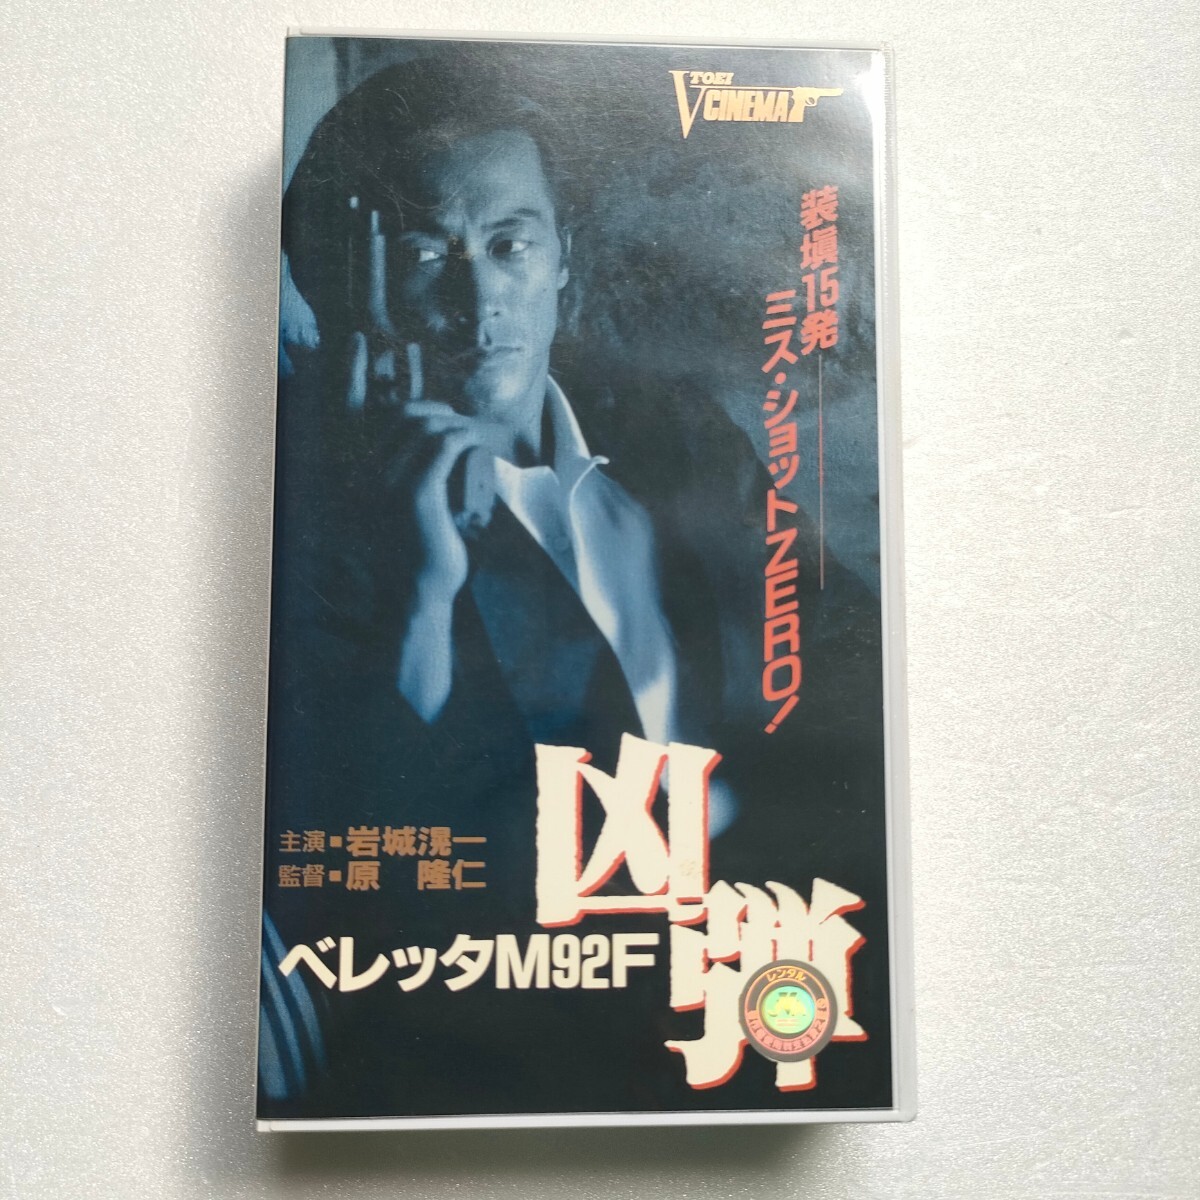 TOEI
V CINEMA
装填15発
ミス・ショットZERO!
主演■岩城滉一
監督■原 隆仁
ベレッタM92F
凶弾
レンタル